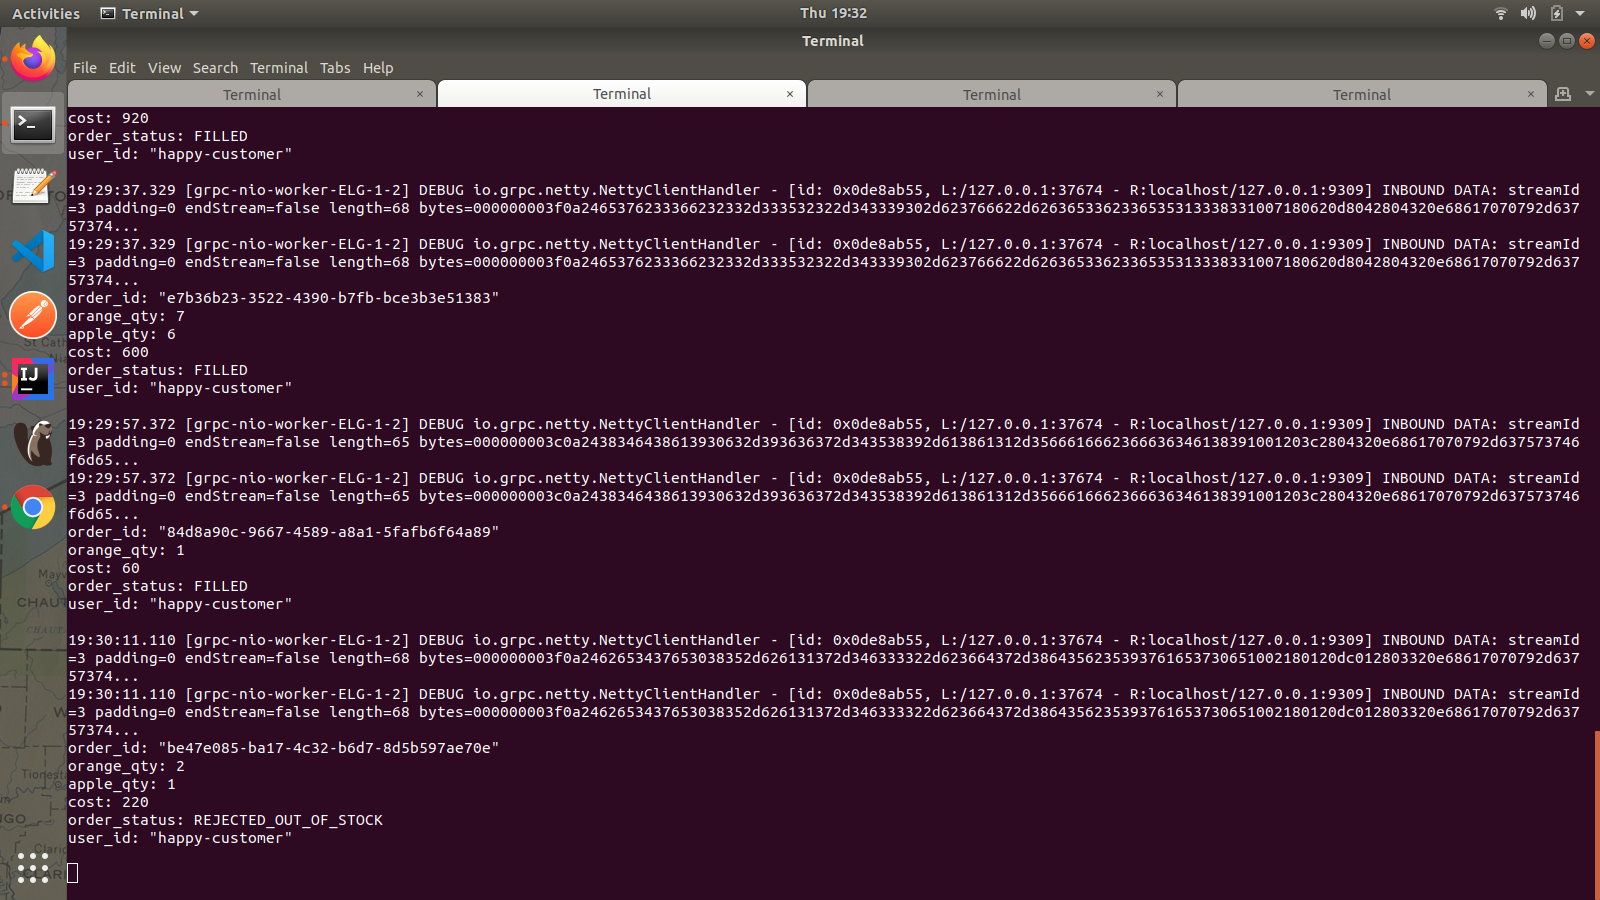 Activities Terminal Thu 19:32
Terminal
File Edit View Search Terminal Tabs Help
Terminal × Terminal × Terminal × Terminal ×
cost: 920
order_status: FILLED
user_id: "happy-customer"
19:29:37.329 [grpc-nio-worker-ELG-1-2] DEBUG io.grpc.netty.NettyClientHandler - [id: 0x0de8ab55, L:/127.0.0.1:37674 - R:localhost/127.0.0.1:9309] INBOUND DATA: streamId
=3 padding=0 endStream=false length=68 bytes=000000003f0a2465376233366232332d333532322d343339302d623766622d6263653362336535313338331007180620d8042804320e68617070792d637
57374...
19:29:37.329 [grpc-nio-worker-ELG-1-2] DEBUG io.grpc.netty.NettyClientHandler - [id: 0x0de8ab55, L:/127.0.0.1:37674 - R:localhost/127.0.0.1:9309] INBOUND DATA: streamId
=3 padding=0 endStream=false length=68 bytes=000000003f0a2465376233366232332d333532322d343339302d623766622d6263653362336535313338331007180620d8042804320e68617070792d637
57374...
order_id: "e7b36b23-3522-4390-b7fb-bce3b3e51383"
orange_qty: 7
apple_qty: 6
cost: 600
order_status: FILLED
user_id: "happy-customer"
19:29:57.372 [grpc-nio-worker-ELG-1-2] DEBUG io.grpc.netty.NettyClientHandler - [id: 0x0de8ab55, L:/127.0.0.1:37674 - R:localhost/127.0.0.1:9309] INBOUND DATA: streamId
=3 padding=0 endStream=false length=65 bytes=000000003c0a2438346438613930632d393636372d343538392d613861312d3566616662366636346138391001203c2804320e68617070792d637573746
f6d65...
19:29:57.372 [grpc-nio-worker-ELG-1-2] DEBUG io.grpc.netty.NettyClientHandler - [id: 0x0de8ab55, L:/127.0.0.1:37674 - R:localhost/127.0.0.1:9309] INBOUND DATA: streamId
=3 padding=0 endStream=false length=65 bytes=000000003c0a2438346438613930632d393636372d343538392d613861312d3566616662366636346138391001203c2804320e68617070792d637573746
f6d65...
order_id: "84d8a90c-9667-4589-a8a1-5fafb6f64a89"
orange_qty: 1
cost: 60
order_status: FILLED
user_id: "happy-customer"
19:30:11.110 [grpc-nio-worker-ELG-1-2] DEBUG io.grpc.netty.NettyClientHandler - [id: 0x0de8ab55, L:/127.0.0.1:37674 - R:localhost/127.0.0.1:9309] INBOUND DATA: streamId
=3 padding=0 endStream=false length=68 bytes=000000003f0a2462653437653038352d626131372d346333322d623664372d3864356235393761653730651002180120dc012803320e68617070792d637
57374...
19:30:11.110 [grpc-nio-worker-ELG-1-2] DEBUG io.grpc.netty.NettyClientHandler - [id: 0x0de8ab55, L:/127.0.0.1:37674 - R:localhost/127.0.0.1:9309] INBOUND DATA: streamId
=3 padding=0 endStream=false length=68 bytes=000000003f0a2462653437653038352d626131372d346333322d623664372d3864356235393761653730651002180120dc012803320e68617070792d637
57374...
order_id: "be47e085-ba17-4c32-b6d7-8d5b597ae70e"
orange_qty: 2
apple_qty: 1
cost: 220
order_status: REJECTED_OUT_OF_STOCK
user_id: "happy-customer"